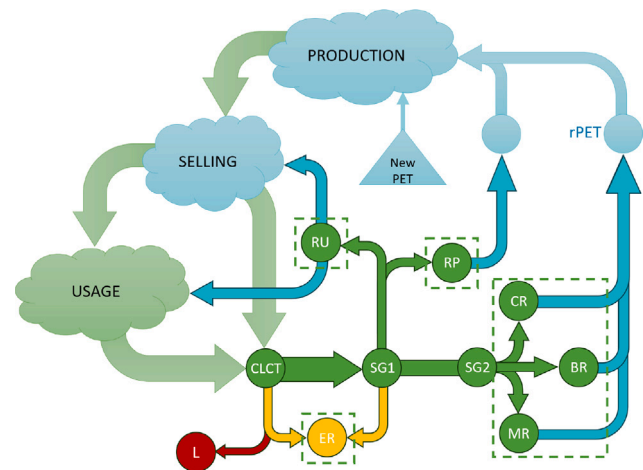 PRODUCTION
SELLING
New
PET
rPET
RU
RP
USAGE
CR
CLCT
SG1
SG2
BR
ER
MR
L